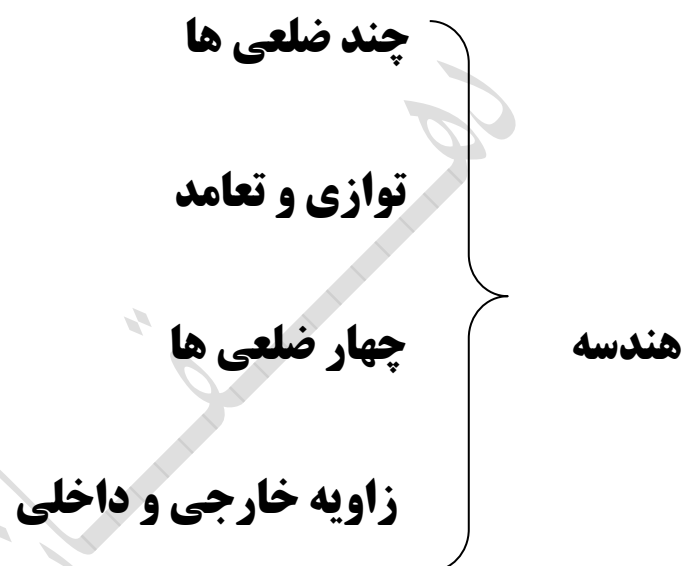 چند ضلعی ها
توازی و تعامد
هندسه
چهار ضلعی ها
زاویه خارجی و داخلی